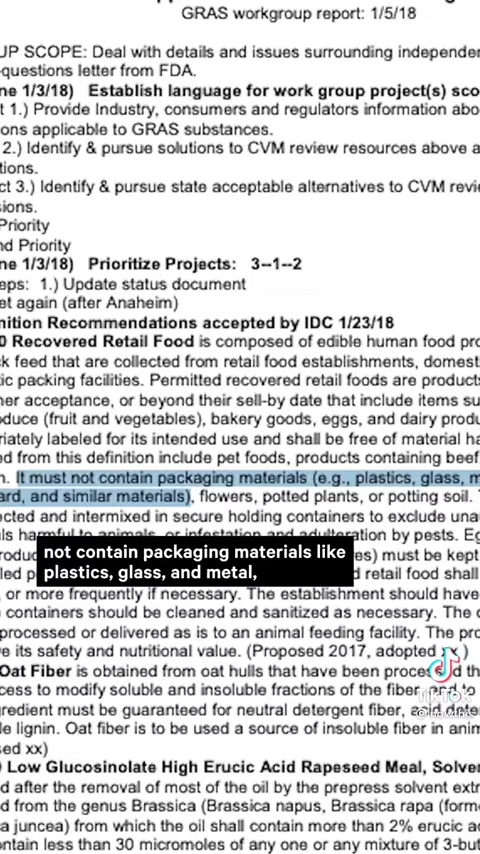 GRAS workgroup report: 1/5/18
UP SCOPE: Deal with details and issues surrounding independen
-questions letter from FDA.
ne 1/3/18) Establish language for work group project(s) sco
t 1.) Provide Industry, consumers and regulators information abo
ons applicable to GRAS substances.
2.) Identify & pursue solutions to CVM review resources above a
tions.
ct 3.) Identify & pursue state acceptable alternatives to CVM revi
sions.
Priority
nd Priority
ne 1/3/18) Prioritize Projects: 3--1--2
eps: 1.) Update status document
et again (after Anaheim)
nition Recommendations accepted by IDC 1/23/18
0 Recovered Retail Food is composed of edible human food pro
ck feed that are collected from retail food establishments, domest
tic packing facilities. Permitted recovered retail foods are products
mer acceptance, or beyond their sell-by date that include items su
oduce (fruit and vegetables), bakery goods, eggs, and dairy produ
riately labeled for its intended use and shall be free of material ha
ed from this definition include pet foods, products containing beef
n. It must not contain packaging materials (e.g., plastics, glass, m
ard, and similar materials), flowers, potted plants, or potting soil. T
ected and intermixed in secure holding containers to exclude una
ls harmful to animals, or infestation and adulteration by pests. Eg
roduc es) must be kept
led p d retail food shall
not contain packaging materials like
plastics, glass, and metal,
, or more frequently if necessary. The establishment should have
e containers should be cleaned and sanitized as necessary. The c
processed or delivered as is to an animal feeding facility. The pro
ve its safety and nutritional value. (Proposed 2017, adopted )
Oat Fiber is obtained from oat hulls that have been processed th
cess to modify soluble and insoluble fractions of the fiber, and to
gredient must be guaranteed for neutral detergent fiber, acid dete
le lignin. Oat fiber is to be used a source of insoluble fiber in anim
sed xx)
TikTok
) Low Glucosinolate High Erucic Acid Rapeseed Meal, Solven
d after the removal of most of the oil by the prepress solvent extr
d from the genus Brassica (Brassica napus, Brassica rapa (forme
a juncea) from which the oil shall contain more than 2% erucic a
ntain less than 30 micromoles of any one or any mixture of 3-but